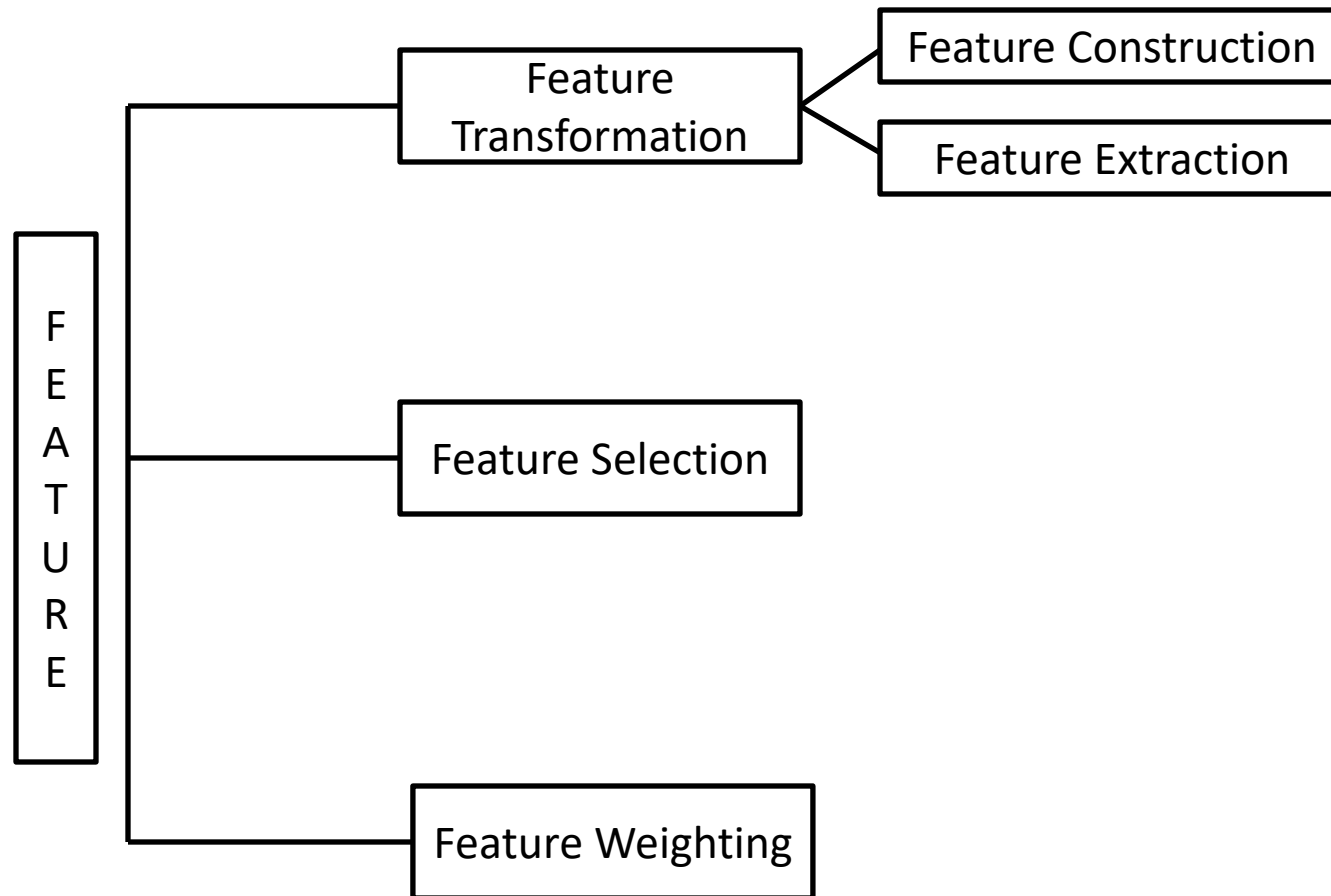 Feature Construction
Feature
Transformation
Feature Extraction
F
E
A
T
U
R
E
Feature Selection
Feature Weighting